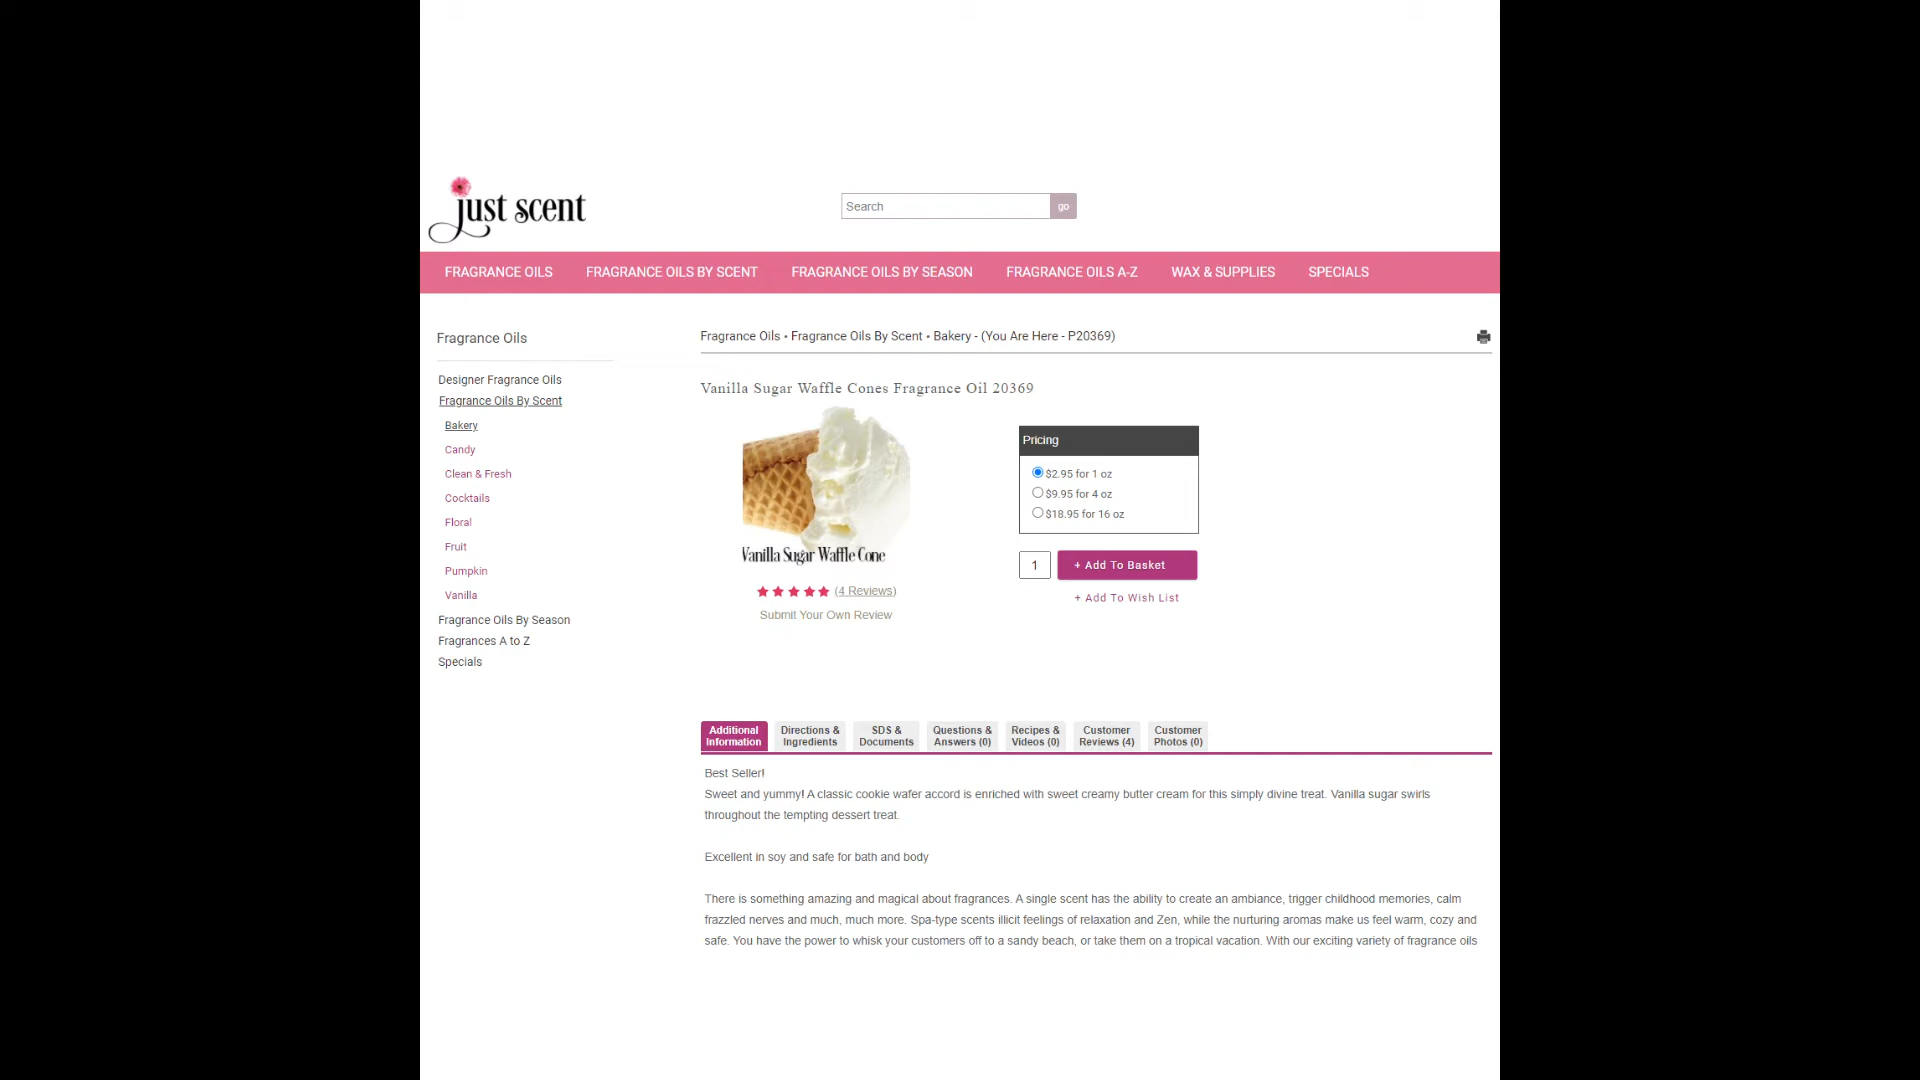 just scent
Search
go
FRAGRANCE OILS
FRAGRANCE OILS BY SCENT
FRAGRANCE OILS BY SEASON
FRAGRANCE OILS A-Z
WAX & SUPPLIES
SPECIALS
Fragrance Oils
Designer Fragrance Oils
Fragrance Oils By Scent
Bakery
Candy
Clean & Fresh
Cocktails
Floral
Fruit
Pumpkin
Vanilla
Fragrance Oils By Season
Fragrances A to Z
Specials
Fragrance Oils • Fragrance Oils By Scent • Bakery - (You Are Here - P20369)
Vanilla Sugar Waffle Cones Fragrance Oil 20369
Vanilla Sugar Waffle Cone
(4 Reviews)
Submit Your Own Review
Pricing
$2.95 for 1 oz
$9.95 for 4 oz
$18.95 for 16 oz
1
+ Add To Basket
+ Add To Wish List
Additional Information
Directions & Ingredients
SDS & Documents
Questions & Answers (0)
Recipes & Videos (0)
Customer Reviews (4)
Customer Photos (0)
Best Seller!
Sweet and yummy! A classic cookie wafer accord is enriched with sweet creamy butter cream for this simply divine treat. Vanilla sugar swirls
throughout the tempting dessert treat.
Excellent in soy and safe for bath and body
There is something amazing and magical about fragrances. A single scent has the ability to create an ambiance, trigger childhood memories, calm
frazzled nerves and much, much more. Spa-type scents illicit feelings of relaxation and Zen, while the nurturing aromas make us feel warm, cozy and
safe. You have the power to whisk your customers off to a sandy beach, or take them on a tropical vacation. With our exciting variety of fragrance oils